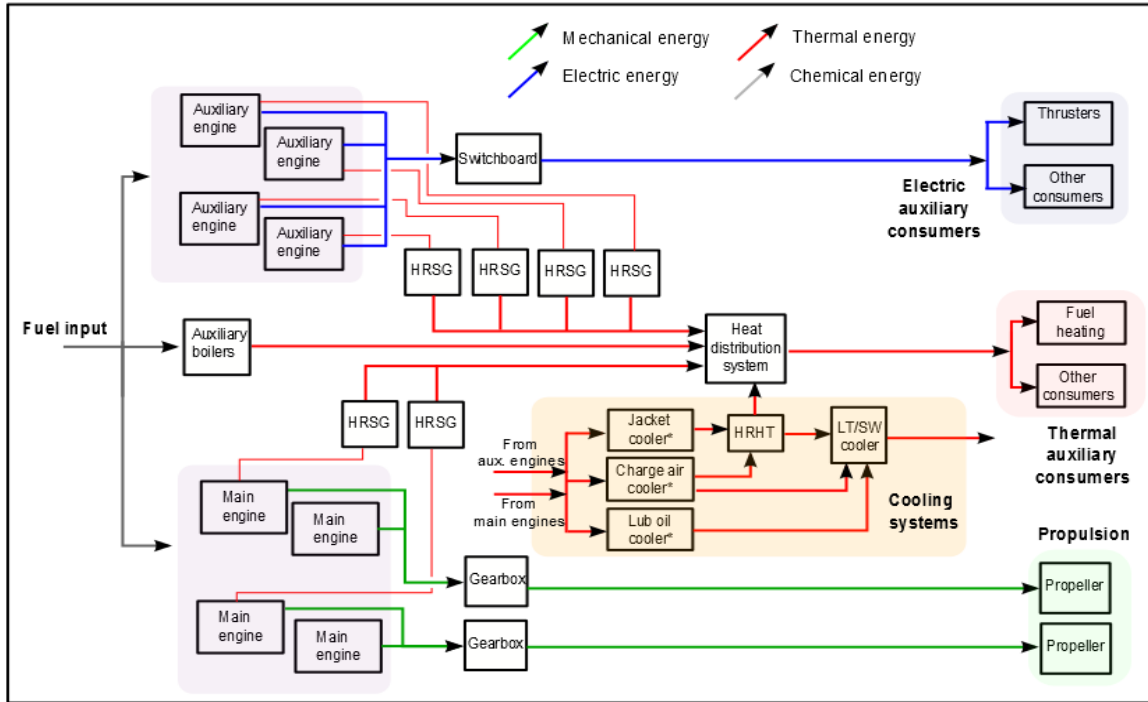 Mechanical energy
Thermal energy
Electric energy
Chemical energy
Auxiliary
engine
Auxiliary
engine
Auxiliary
engine
Auxiliary
engine
Switchboard
Thrusters
Other
consumers
Electric
auxiliary
consumers
HRSG
HRSG
HRSG
HRSG
Fuel input
Auxiliary
boilers
Heat
distribution
system
Fuel
heating
Other
consumers
Thermal
auxiliary
consumers
HRSG
HRSG
From
aux. engines
From
main engines
Jacket
cooler*
Charge air
cooler*
Lub oil
cooler*
HRHT
LT/SW
cooler
Cooling
systems
Main
engine
Main
engine
Main
engine
Main
engine
Gearbox
Gearbox
Propulsion
Propeller
Propeller